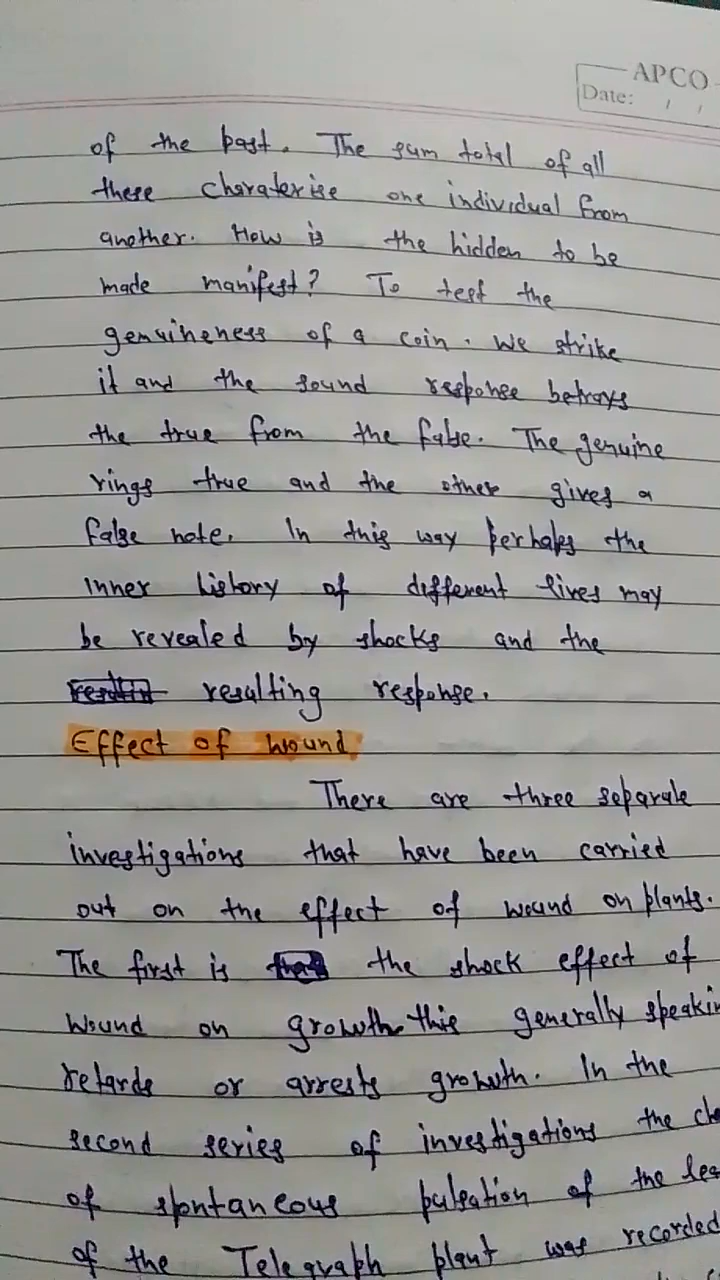 APCO
Date: / /
of the past. The sum total of all
these charaterise one individual from
another. How is the hidden to be
made manifest? To test the
genuineness of a coin. We strike
it and the sound response betrays
the true from the false. The genuine
rings true and the other gives a
false note. In this way perhaps the
inner history of different lives may
be revealed by shocks and the
resulting response.
Effect of wound
There are three separate
investigations that have been carried
out on the effect of wound on plants.
The first is the shock effect of
wound on growth this generally speakin
retards or arrests growth. In the
second series of investigations the ch
of spontaneous pulsation of the lea
of the Telegraph plant was recorded